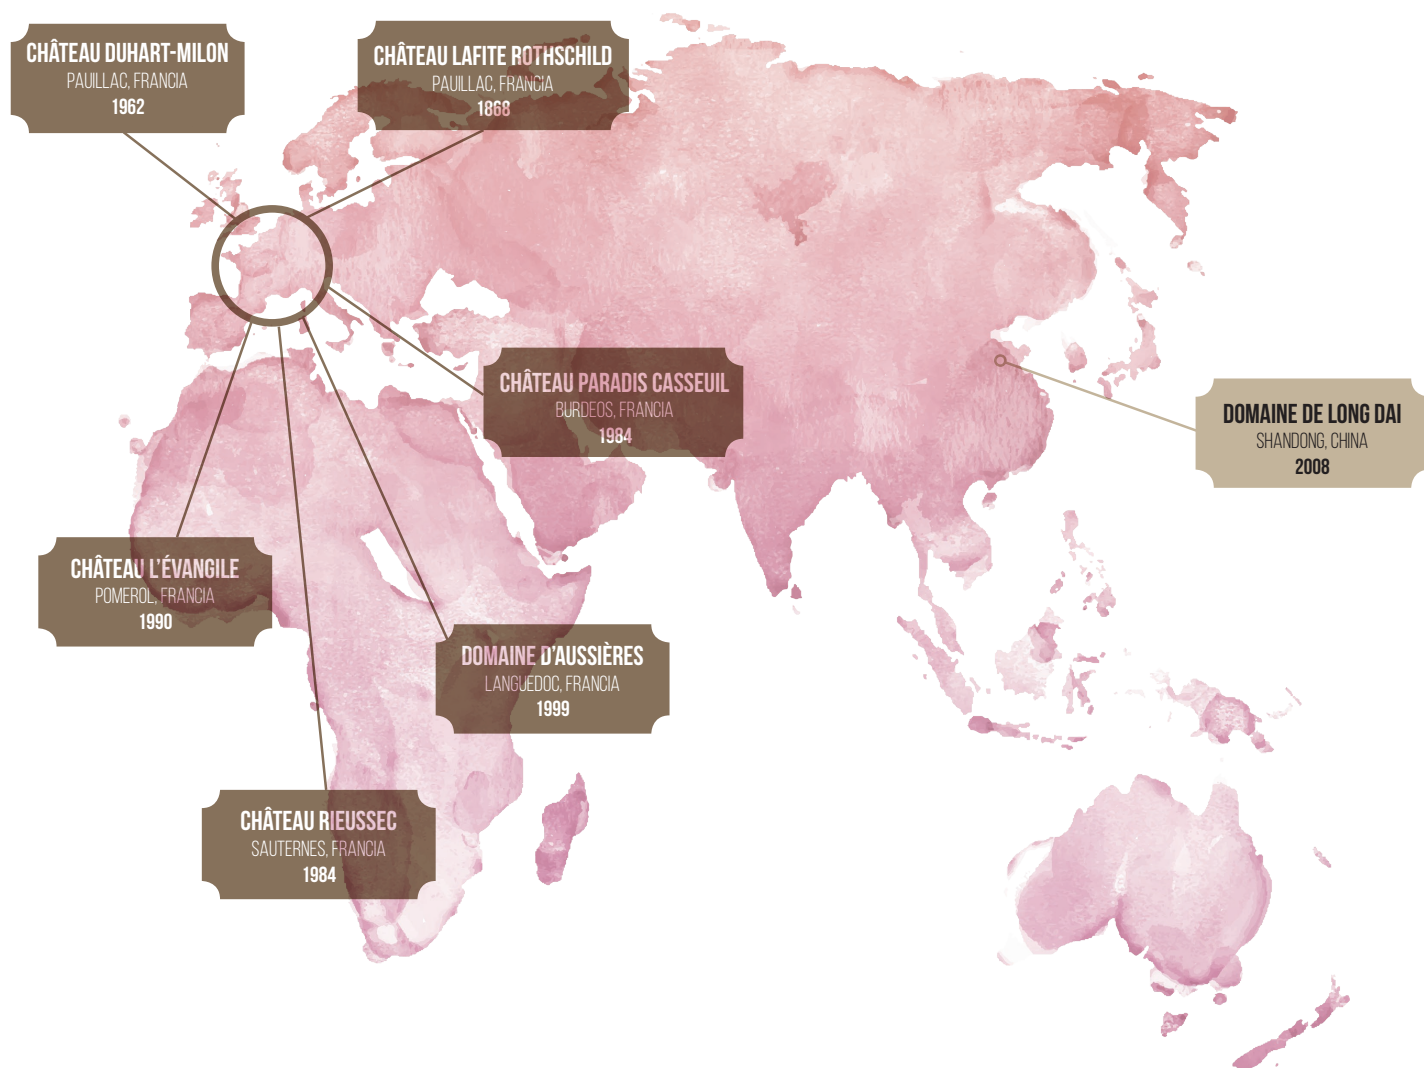 CHÂTEAU DUHART-MILON
PAUILLAC, FRANCIA
1962
CHÂTEAU LAFITE ROTHSCHILD
PAUILLAC, FRANCIA
1868
CHÂTEAU PARADIS CASSEUIL
BURDEOS, FRANCIA
1984
DOMAINE DE LONG DAI
SHANDONG, CHINA
2008
CHÂTEAU L'ÉVANGILE
POMEROL, FRANCIA
1990
DOMAINE D'AUSSIÈRES
LANGUEDOC, FRANCIA
1999
CHÂTEAU RIEUSSEC
SAUTERNES, FRANCIA
1984